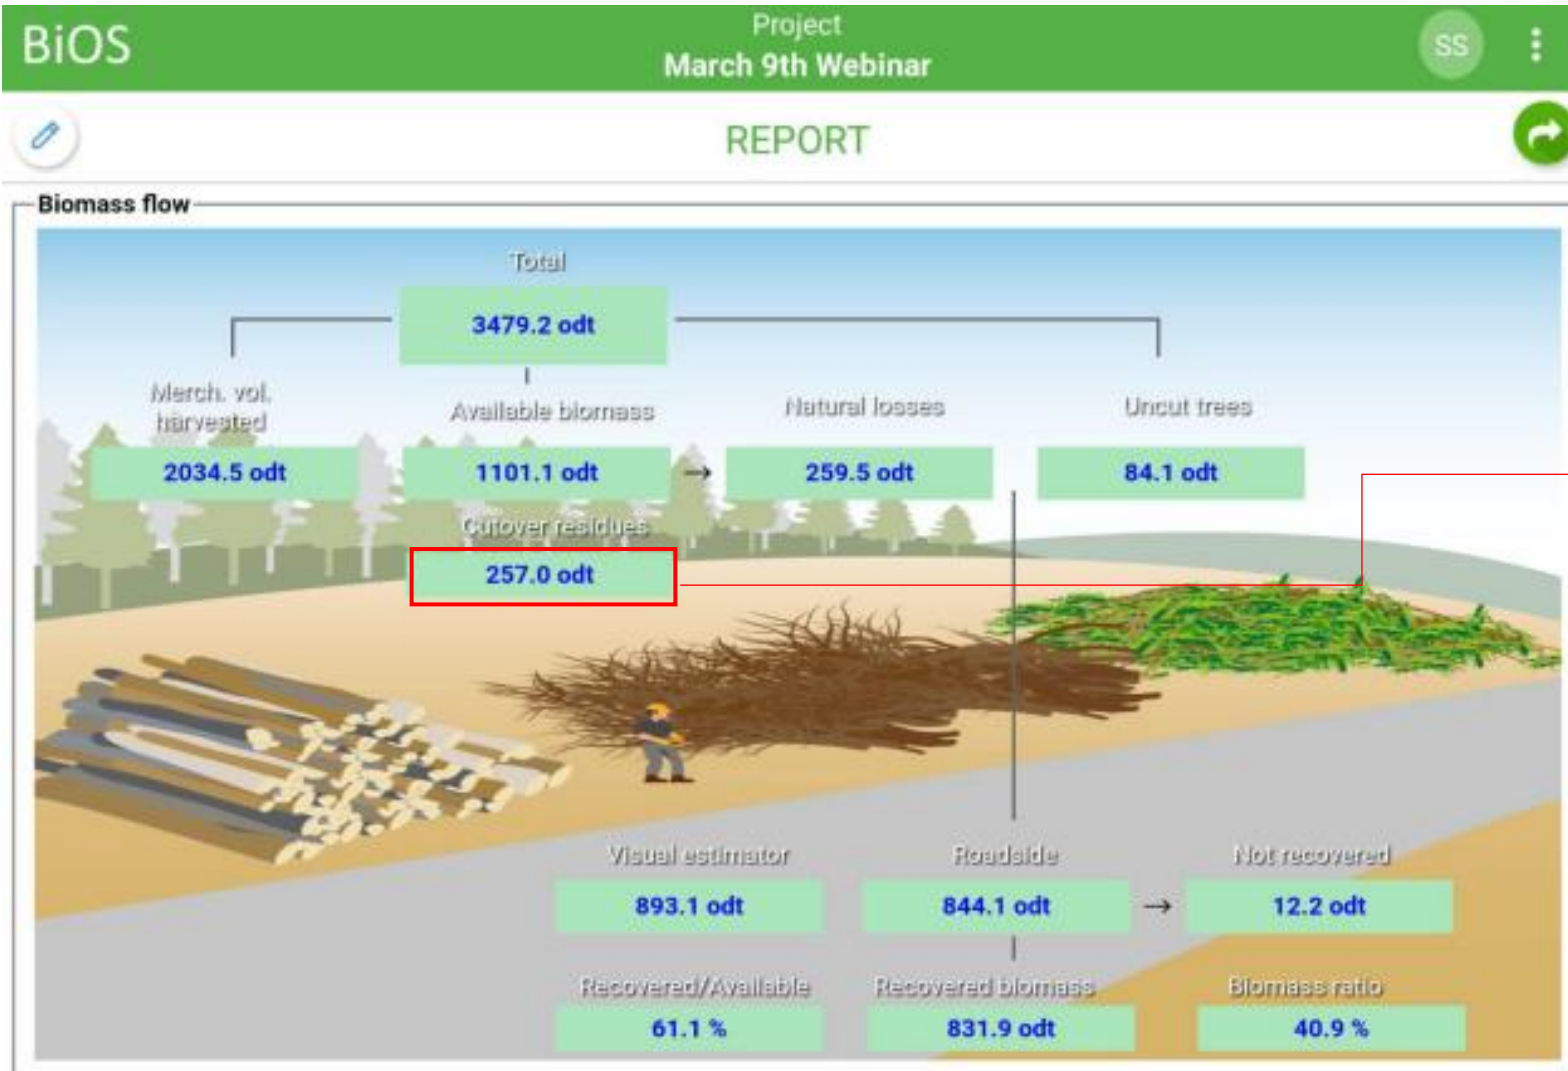 BiOS
Project
March 9th Webinar
SS
REPORT
Biomass flow
Total
3479.2 odt
Merch. vol.
harvested
Available biomass
Natural losses
Uncut trees
2034.5 odt
1101.1 odt
→
259.5 odt
84.1 odt
Cutover residues
257.0 odt
Visual estimator
Roadside
Not recovered
893.1 odt
844.1 odt
→
12.2 odt
Recovered/Available
Recovered biomass
Biomass ratio
61.1 %
831.9 odt
40.9 %